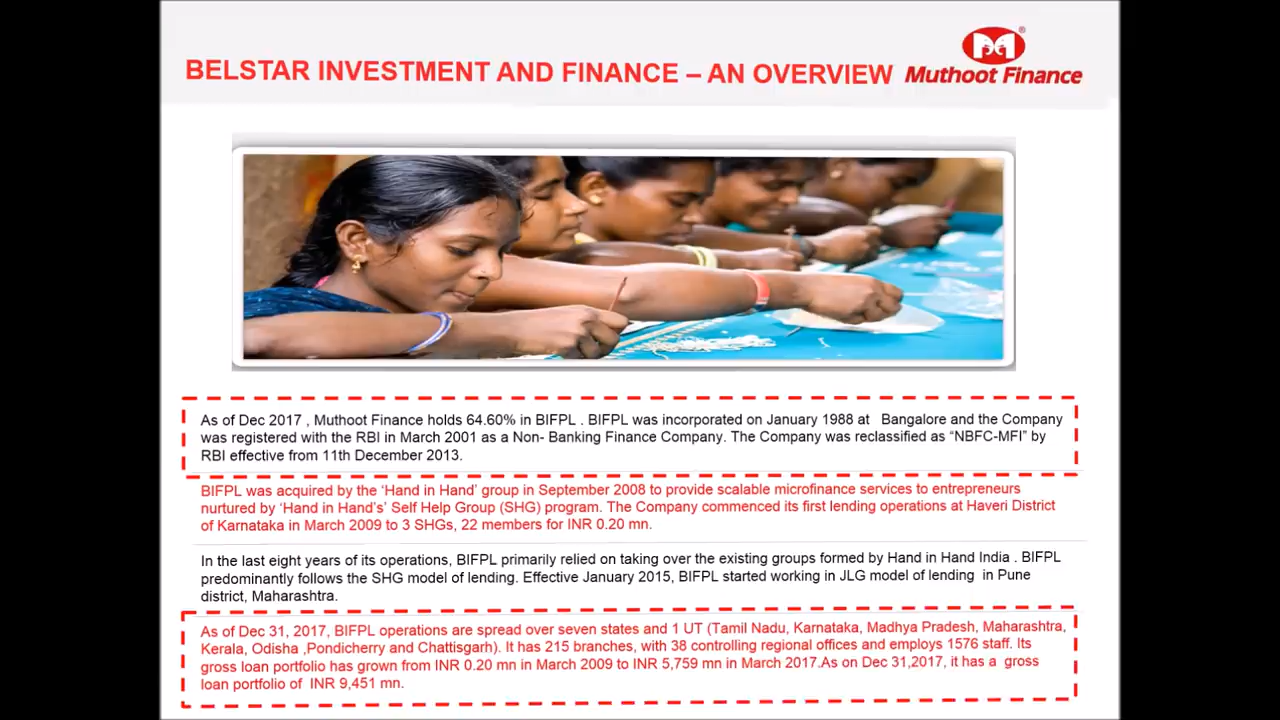 BELSTAR INVESTMENT AND FINANCE – AN OVERVIEW
Muthoot Finance
As of Dec 2017 , Muthoot Finance holds 64.60% in BIFPL . BIFPL was incorporated on January 1988 at Bangalore and the Company
was registered with the RBI in March 2001 as a Non- Banking Finance Company. The Company was reclassified as “NBFC-MFI” by
RBI effective from 11th December 2013.
BIFPL was acquired by the ‘Hand in Hand’ group in September 2008 to provide scalable microfinance services to entrepreneurs
nurtured by ‘Hand in Hand’s’ Self Help Group (SHG) program. The Company commenced its first lending operations at Haveri District
of Karnataka in March 2009 to 3 SHGs, 22 members for INR 0.20 mn.
In the last eight years of its operations, BIFPL primarily relied on taking over the existing groups formed by Hand in Hand India . BIFPL
predominantly follows the SHG model of lending. Effective January 2015, BIFPL started working in JLG model of lending in Pune
district, Maharashtra.
As of Dec 31, 2017, BIFPL operations are spread over seven states and 1 UT (Tamil Nadu, Karnataka, Madhya Pradesh, Maharashtra,
Kerala, Odisha ,Pondicherry and Chattisgarh). It has 215 branches, with 38 controlling regional offices and employs 1576 staff. Its
gross loan portfolio has grown from INR 0.20 mn in March 2009 to INR 5,759 mn in March 2017.As on Dec 31,2017, it has a gross
loan portfolio of INR 9,451 mn.